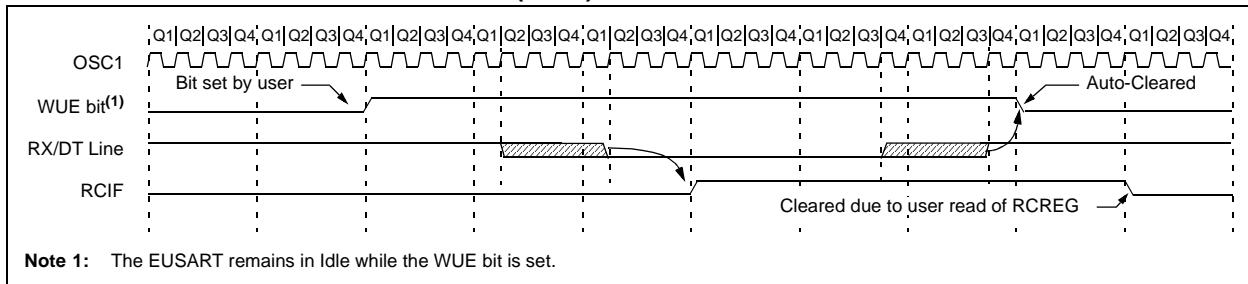 Q1|Q2|Q3|Q4|Q1|Q2|Q3|Q4|Q1|Q2|Q3|Q4|Q1|Q2|Q3|Q4|Q1|Q2|Q3|Q4|Q1|Q2|Q3|Q4|Q1|Q2|Q3|Q4|Q1|Q2|Q3|Q4|Q1|Q2|Q3|Q4|Q1|Q2|Q3|Q4
OSC1
Bit set by user
Auto-Cleared
WUE bit(1)
RX/DT Line
RCIF
Cleared due to user read of RCREG
Note 1: The EUSART remains in Idle while the WUE bit is set.